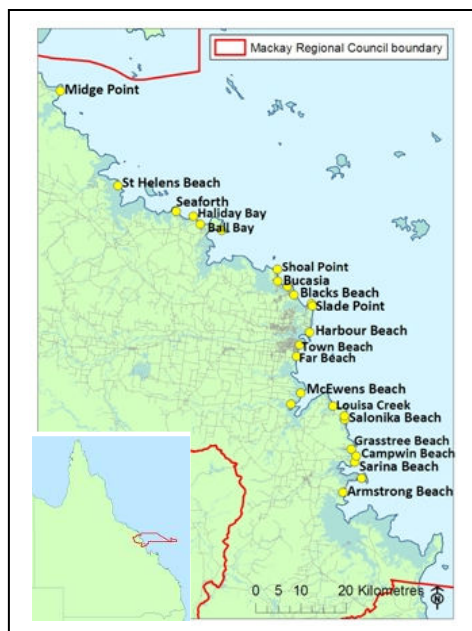 Mackay Regional Council boundary
Midge Point
St Helens Beach
Seaforth
Haliday Bay
Ball Bay
Shoal Point
Bucasia
Blacks Beach
Slade Point
Harbour Beach
Town Beach
Far Beach
McEwens Beach
Louisa Creek
Salonika Beach
Grasstree Beach
Campwin Beach
Sarina Beach
Armstrong Beach
0 5 10 20 Kilometres
N